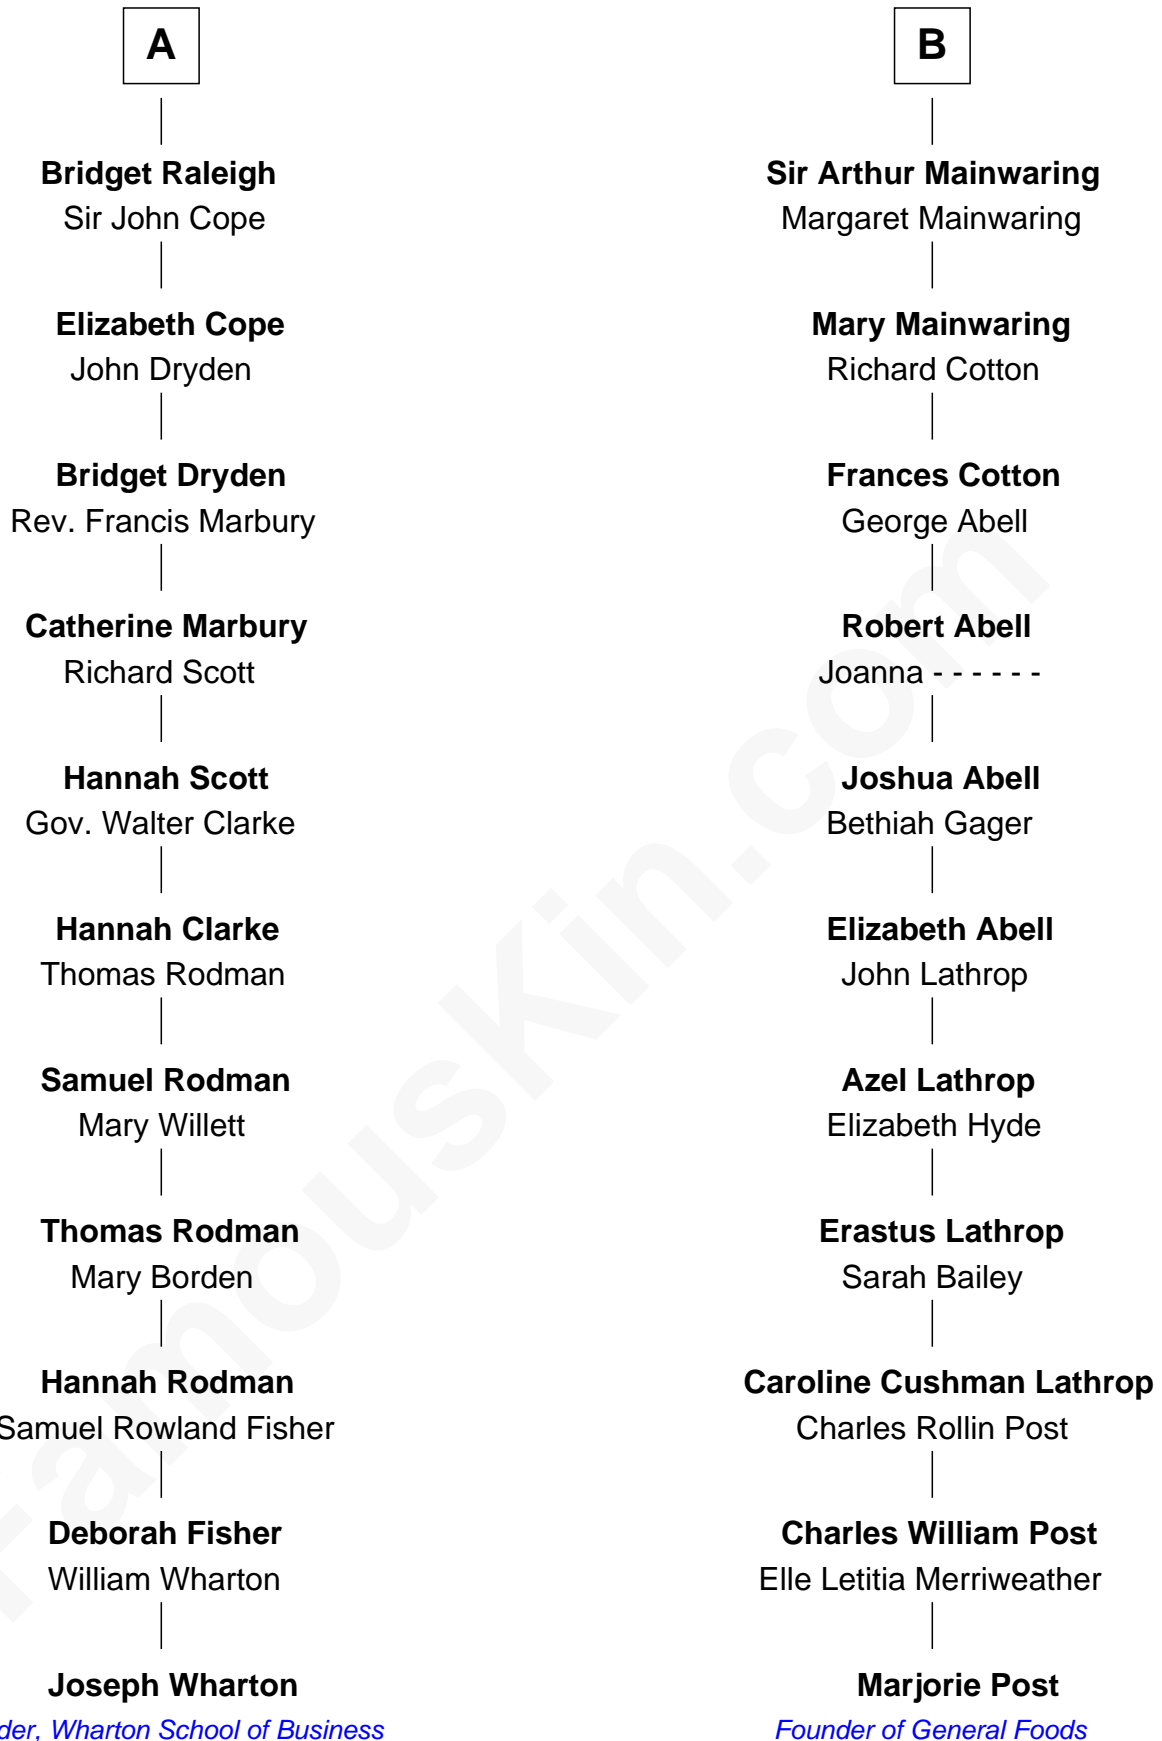 A
Bridget Raleigh
Sir John Cope
Elizabeth Cope
John Dryden
Bridget Dryden
Rev. Francis Marbury
Catherine Marbury
Richard Scott
Hannah Scott
Gov. Walter Clarke
Hannah Clarke
Thomas Rodman
Samuel Rodman
Mary Willett
Thomas Rodman
Mary Borden
Hannah Rodman
Samuel Rowland Fisher
Deborah Fisher
William Wharton
Joseph Wharton
der, Wharton School of Business
B
Sir Arthur Mainwaring
Margaret Mainwaring
Mary Mainwaring
Richard Cotton
Frances Cotton
George Abell
Robert Abell
Joanna - - - - - -
Joshua Abell
Bethiah Gager
Elizabeth Abell
John Lathrop
Azel Lathrop
Elizabeth Hyde
Erastus Lathrop
Sarah Bailey
Caroline Cushman Lathrop
Charles Rollin Post
Charles William Post
Elle Letitia Merriweather
Marjorie Post
Founder of General Foods
FamousKin.com